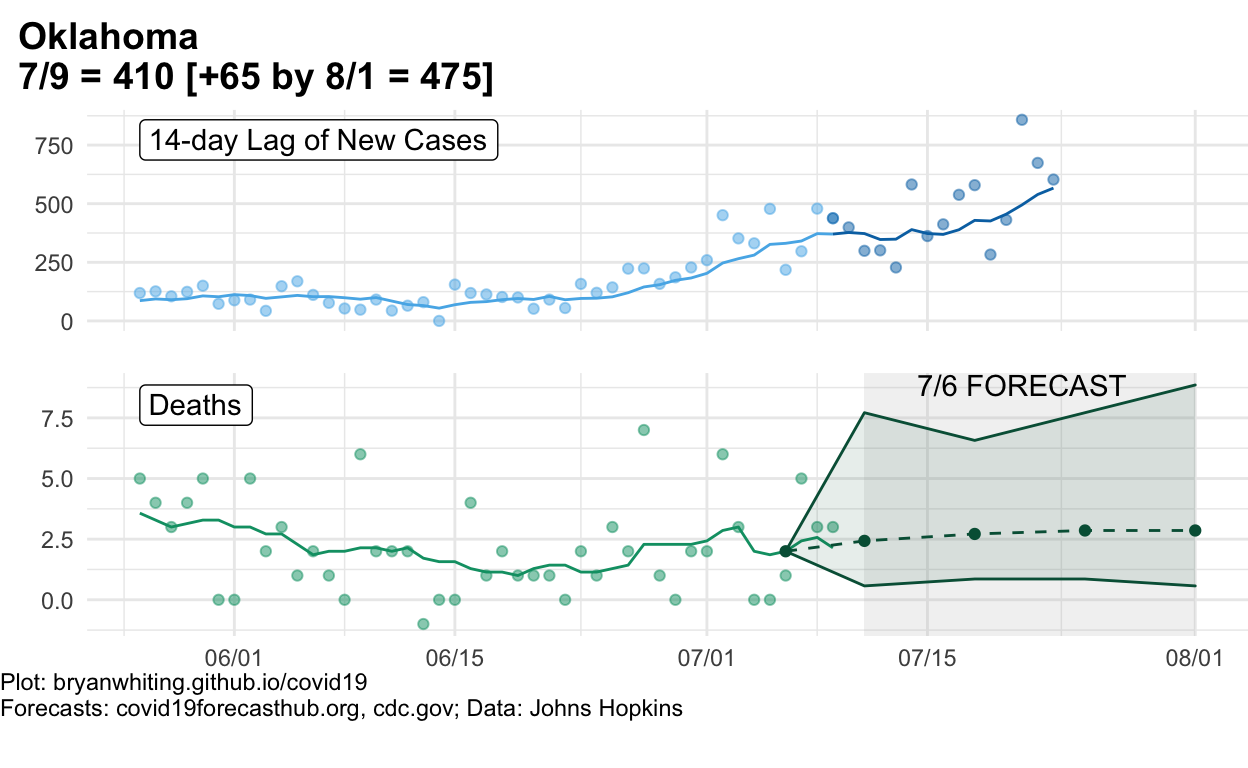 Oklahoma
7/9 = 410 [+65 by 8/1 = 475]
14-day Lag of New Cases
750
500
250
0
7/6 FORECAST
Deaths
7.5
5.0
2.5
0.0
06/01 06/15 07/01 07/15 08/01
Plot: bryanwhiting.github.io/covid19
Forecasts: covid19forecasthub.org, cdc.gov; Data: Johns Hopkins